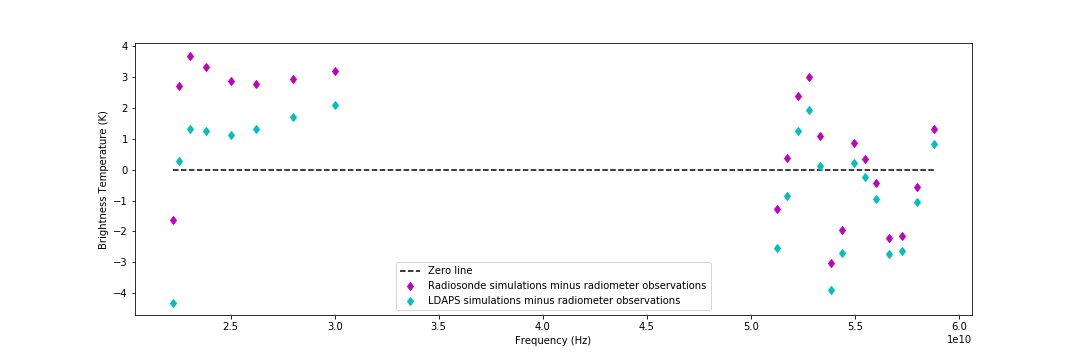 4
3
2
1
0
−1
−2
−3
−4
Brightness Temperature (K)
Zero line
Radiosonde simulations minus radiometer observations
LDAPS simulations minus radiometer observations
2.5 3.0 3.5 4.0 4.5 5.0 5.5 6.0
1e10
Frequency (Hz)